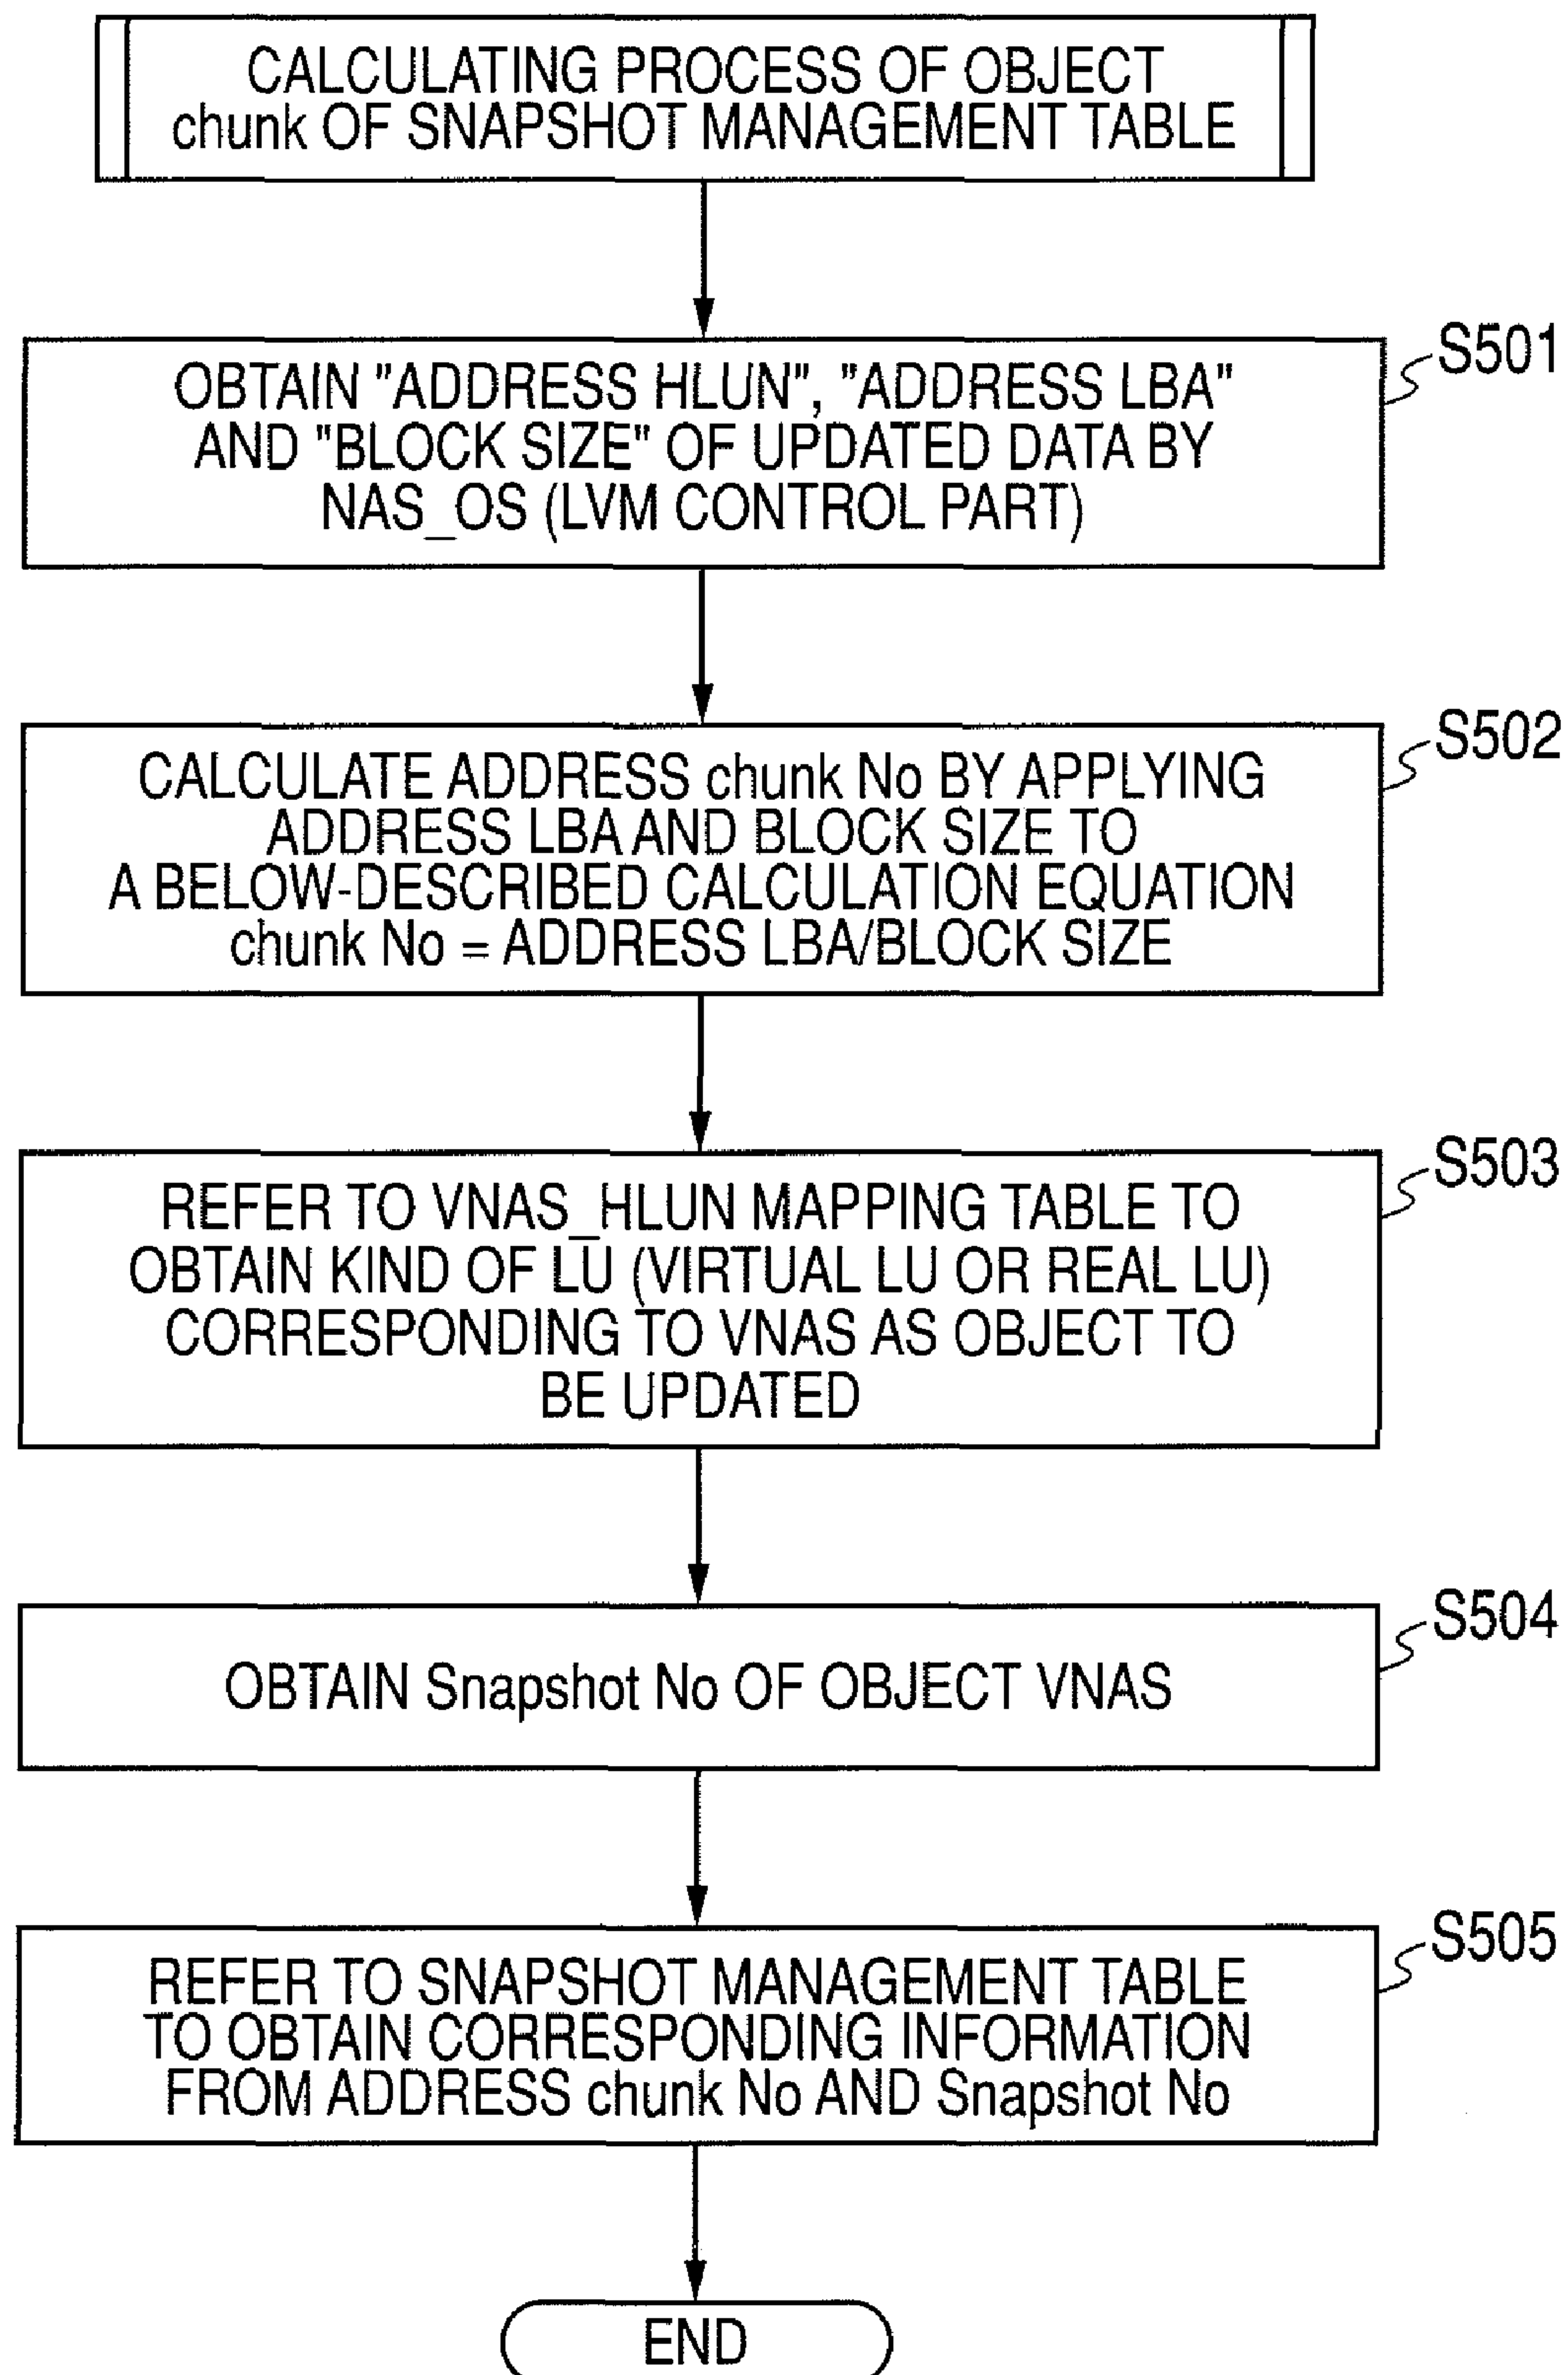 CALCULATING PROCESS OF OBJECT
chunk OF SNAPSHOT MANAGEMENT TABLE
S501
OBTAIN "ADDRESS HLUN", "ADDRESS LBA"
AND "BLOCK SIZE" OF UPDATED DATA BY
NAS_OS (LVM CONTROL PART)
S502
CALCULATE ADDRESS chunk No BY APPLYING
ADDRESS LBA AND BLOCK SIZE TO
A BELOW-DESCRIBED CALCULATION EQUATION
chunk No = ADDRESS LBA/BLOCK SIZE
S503
REFER TO VNAS_HLUN MAPPING TABLE TO
OBTAIN KIND OF LU (VIRTUAL LU OR REAL LU)
CORRESPONDING TO VNAS AS OBJECT TO
BE UPDATED
S504
OBTAIN Snapshot No OF OBJECT VNAS
S505
REFER TO SNAPSHOT MANAGEMENT TABLE
TO OBTAIN CORRESPONDING INFORMATION
FROM ADDRESS chunk No AND Snapshot No
END